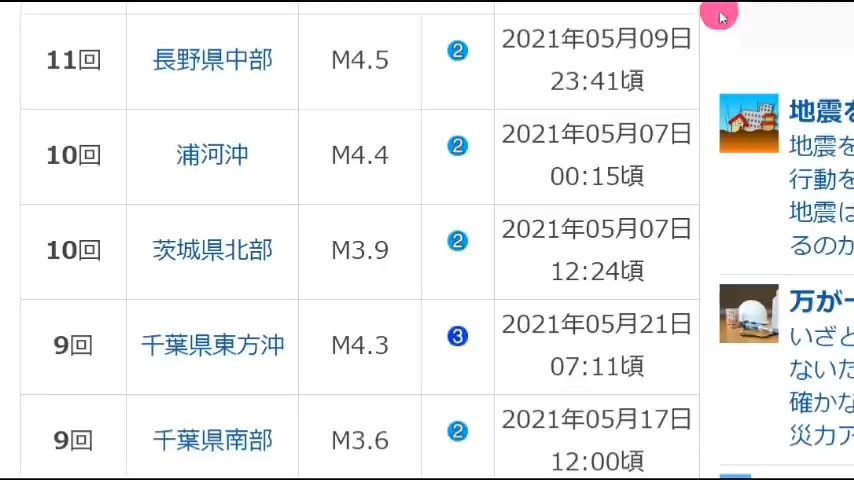 11回 長野県中部 M4.5 2 2021年05月09日
23:41頃
10回 浦河沖 M4.4 2 2021年05月07日
00:15頃
10回 茨城県北部 M3.9 2 2021年05月07日
12:24頃
9回 千葉県東方沖 M4.3 3 2021年05月21日
07:11頃
9回 千葉県南部 M3.6 2 2021年05月17日
12:00頃
地震を
地震を
行動を
地震は
るのか
万が一
いざと
ないた
確かな
災力ア